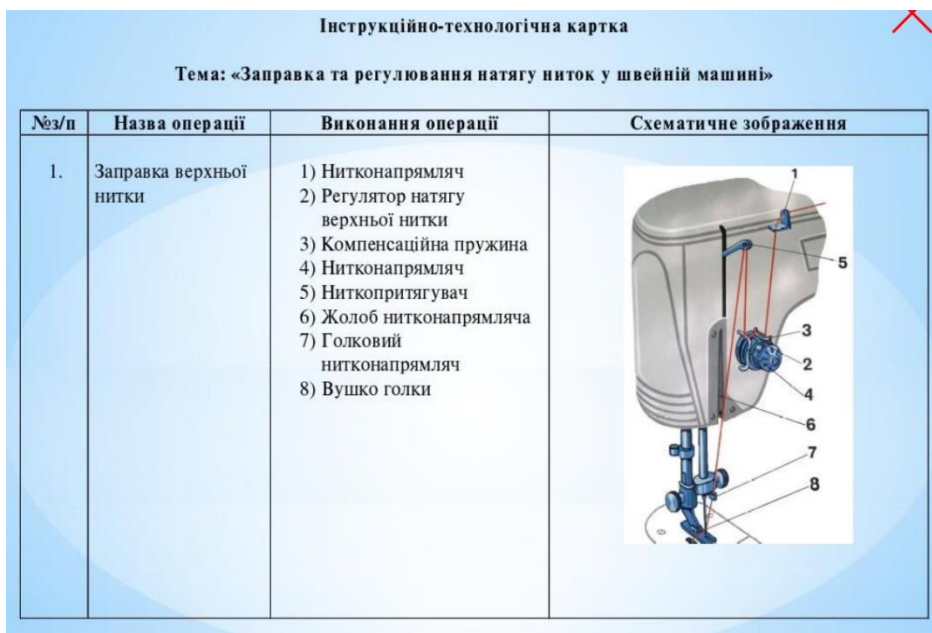 Інструкційно-технологічна картка
Тема: «Заправка та регулювання натягу ниток у швейній машині»
№з/п Назва операції Виконання операції Схематичне зображення
1. Заправка верхньої нитки
1) Нитконапрямляч
2) Регулятор натягу
верхньої нитки
3) Компенсаційна пружина
4) Нитконапрямляч
5) Ниткопритягувач
6) Жолоб нитконапрямляча
7) Голковий
нитконапрямляч
8) Вушко голки
1
5
3
2
4
6
7
8